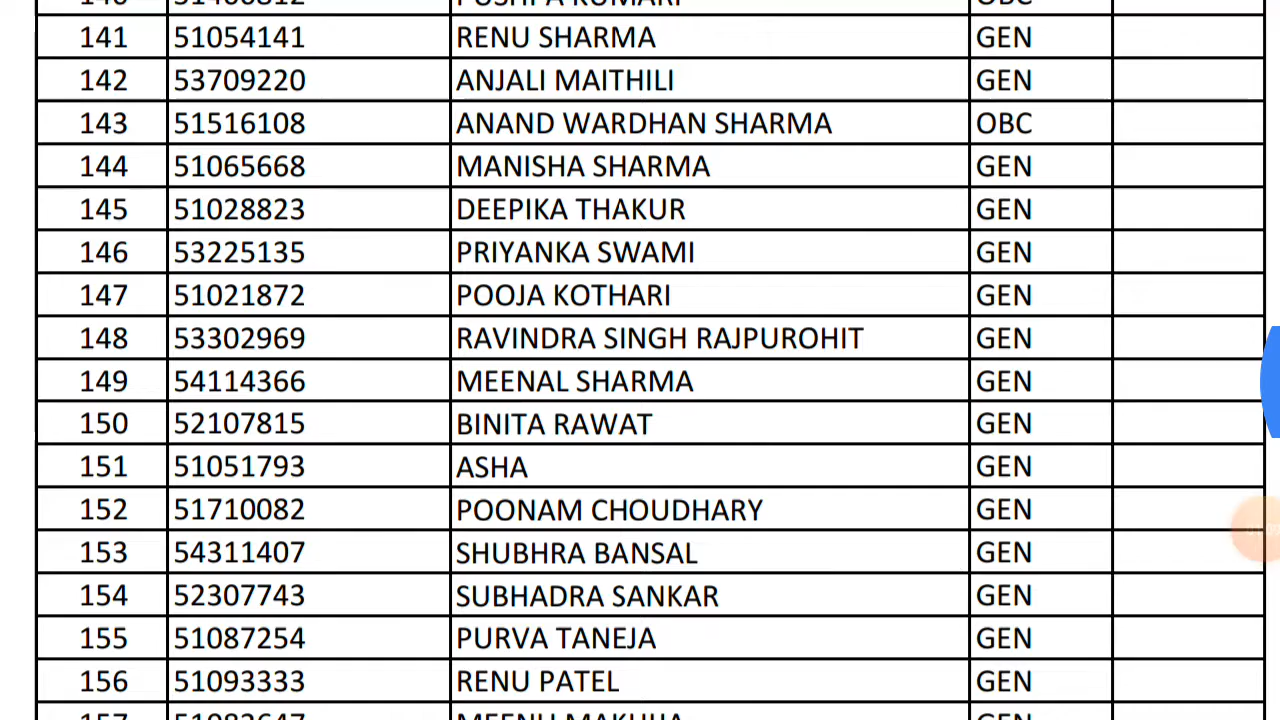 141 51054141 RENU SHARMA GEN
142 53709220 ANJALI MAITHILI GEN
143 51516108 ANAND WARDHAN SHARMA OBC
144 51065668 MANISHA SHARMA GEN
145 51028823 DEEPIKA THAKUR GEN
146 53225135 PRIYANKA SWAMI GEN
147 51021872 POOJA KOTHARI GEN
148 53302969 RAVINDRA SINGH RAJPUROHIT GEN
149 54114366 MEENAL SHARMA GEN
150 52107815 BINITA RAWAT GEN
151 51051793 ASHA GEN
152 51710082 POONAM CHOUDHARY GEN
153 54311407 SHUBHRA BANSAL GEN
154 52307743 SUBHADRA SANKAR GEN
155 51087254 PURVA TANEJA GEN
156 51093333 RENU PATEL GEN